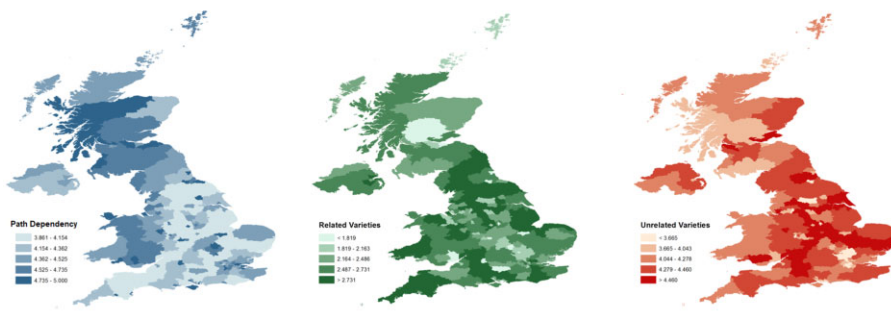 Path Dependency
3.861 - 4.154
4.154 - 4.362
4.362 - 4.525
4.525 - 4.735
4.735 - 5.000
Related Varieties
< 1.819
1.819 - 2.163
2.164 - 2.486
2.487 - 2.731
> 2.731
Unrelated Varieties
< 3.665
3.665 - 4.043
4.044 - 4.278
4.279 - 4.460
> 4.460